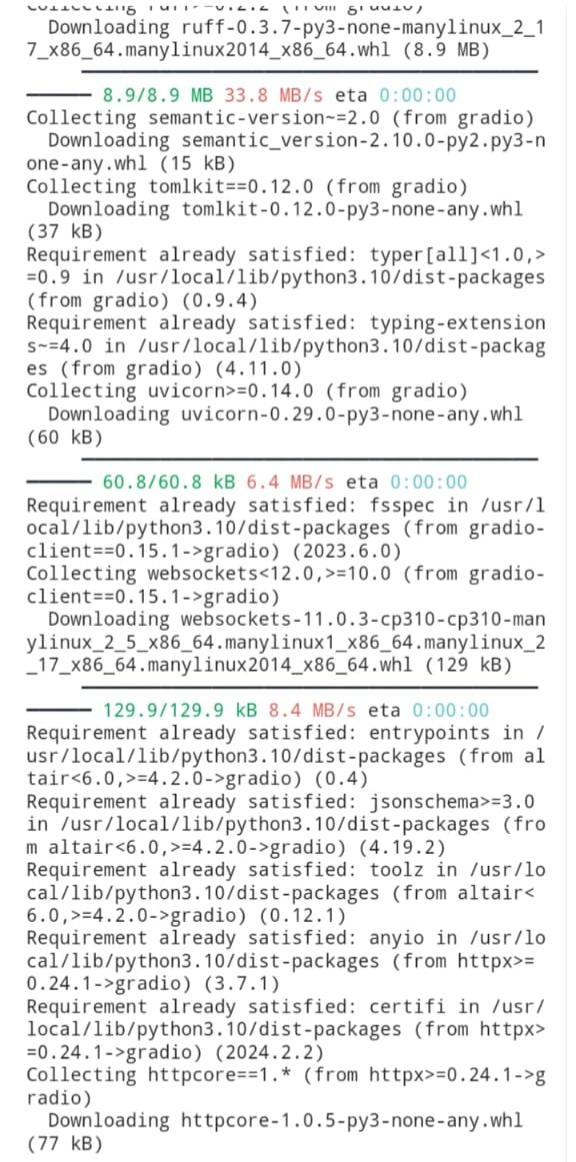 Downloading ruff-0.3.7-py3-none-manylinux_2_1
7_x86_64.manylinux2014_x86_64.whl (8.9 MB)
8.9/8.9 MB 33.8 MB/s eta 0:00:00
Collecting semantic-version~=2.0 (from gradio)
Downloading semantic_version-2.10.0-py2.py3-n
one-any.whl (15 kB)
Collecting tomlkit==0.12.0 (from gradio)
Downloading tomlkit-0.12.0-py3-none-any.whl
(37 kB)
Requirement already satisfied: typer[all]<1.0,>
=0.9 in /usr/local/lib/python3.10/dist-packages
(from gradio) (0.9.4)
Requirement already satisfied: typing-extension
s~=4.0 in /usr/local/lib/python3.10/dist-packag
es (from gradio) (4.11.0)
Collecting uvicorn>=0.14.0 (from gradio)
Downloading uvicorn-0.29.0-py3-none-any.whl
(60 kB)
60.8/60.8 kB 6.4 MB/s eta 0:00:00
Requirement already satisfied: fsspec in /usr/l
ocal/lib/python3.10/dist-packages (from gradio-
client==0.15.1->gradio) (2023.6.0)
Collecting websockets<12.0,>=10.0 (from gradio-
client==0.15.1->gradio)
Downloading websockets-11.0.3-cp310-cp310-man
ylinux_2_5_x86_64.manylinux1_x86_64.manylinux_2
_17_x86_64.manylinux2014_x86_64.whl (129 kB)
129.9/129.9 kB 8.4 MB/s eta 0:00:00
Requirement already satisfied: entrypoints in /
usr/local/lib/python3.10/dist-packages (from al
tair<6.0,>=4.2.0->gradio) (0.4)
Requirement already satisfied: jsonschema>=3.0
in /usr/local/lib/python3.10/dist-packages (fro
m altair<6.0,>=4.2.0->gradio) (4.19.2)
Requirement already satisfied: toolz in /usr/lo
cal/lib/python3.10/dist-packages (from altair<
6.0,>=4.2.0->gradio) (0.12.1)
Requirement already satisfied: anyio in /usr/lo
cal/lib/python3.10/dist-packages (from httpx>=
0.24.1->gradio) (3.7.1)
Requirement already satisfied: certifi in /usr/
local/lib/python3.10/dist-packages (from httpx>
=0.24.1->gradio) (2024.2.2)
Collecting httpcore==1.* (from httpx>=0.24.1->g
radio)
Downloading httpcore-1.0.5-py3-none-any.whl
(77 kB)